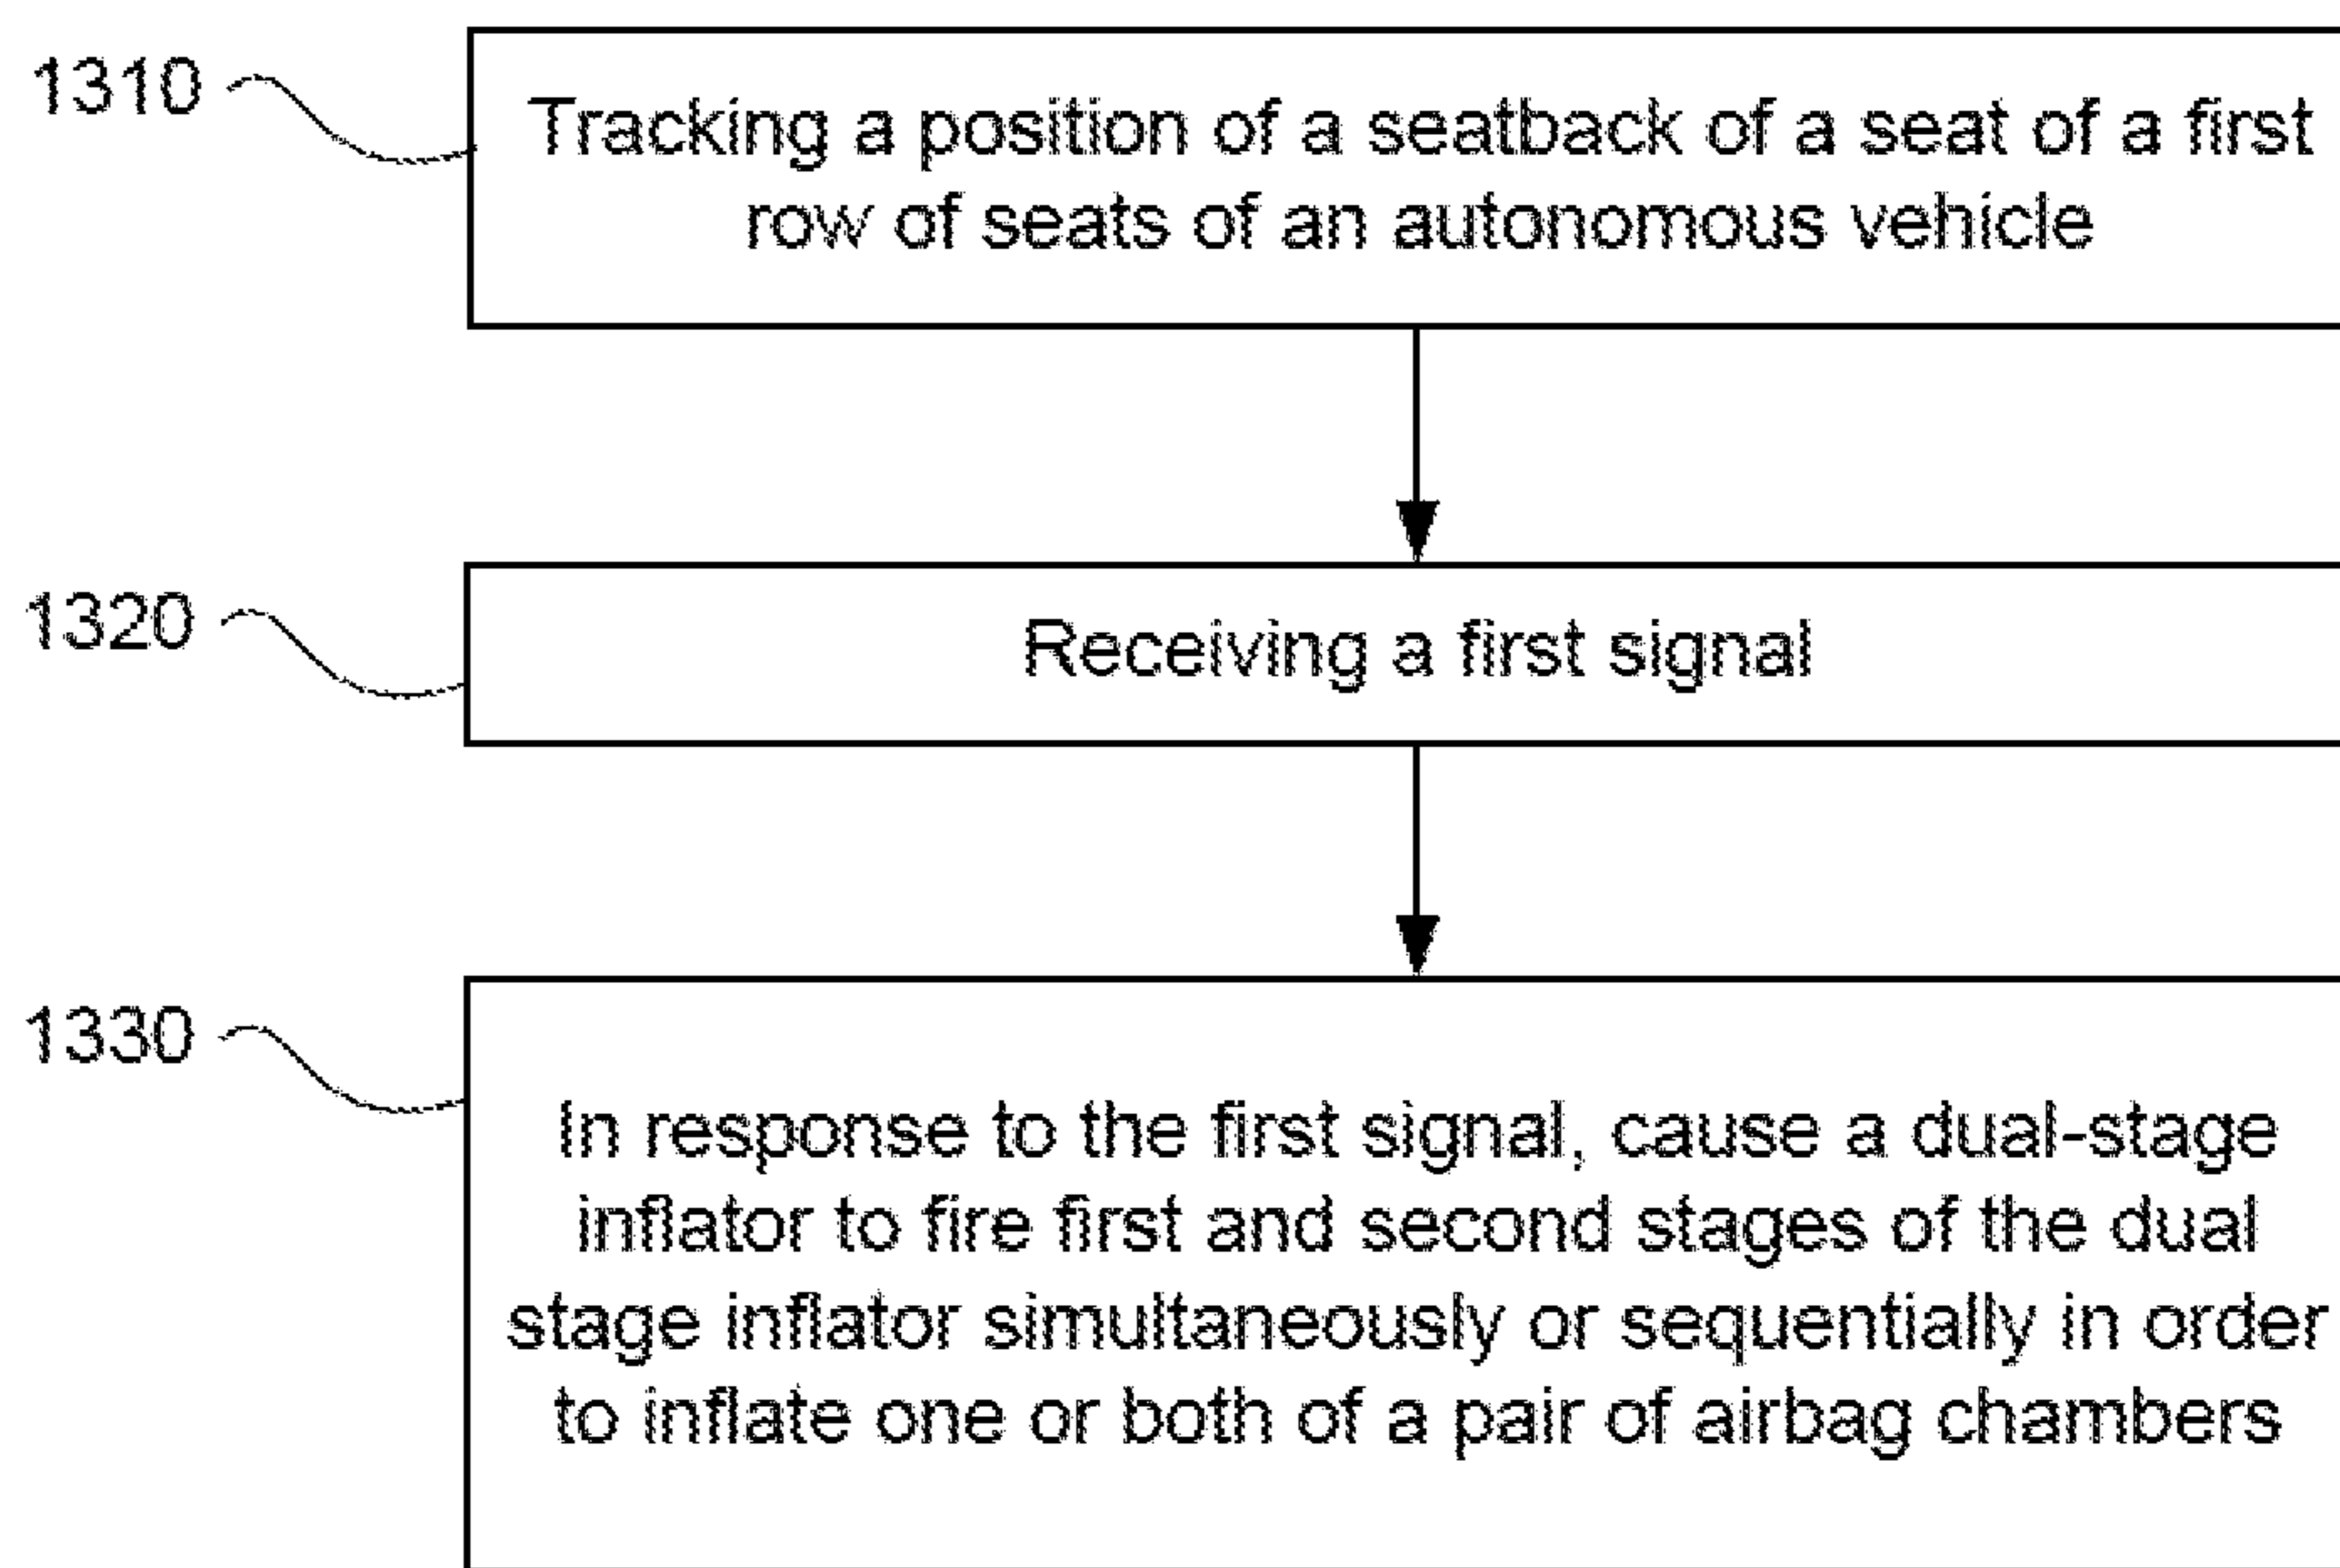 1310
Tracking a position of a seatback of a seat of a first
row of seats of an autonomous vehicle
1320
Receiving a first signal
1330
In response to the first signal, cause a dual-stage
inflator to fire first and second stages of the dual
stage inflator simultaneously or sequentially in order
to inflate one or both of a pair of airbag chambers